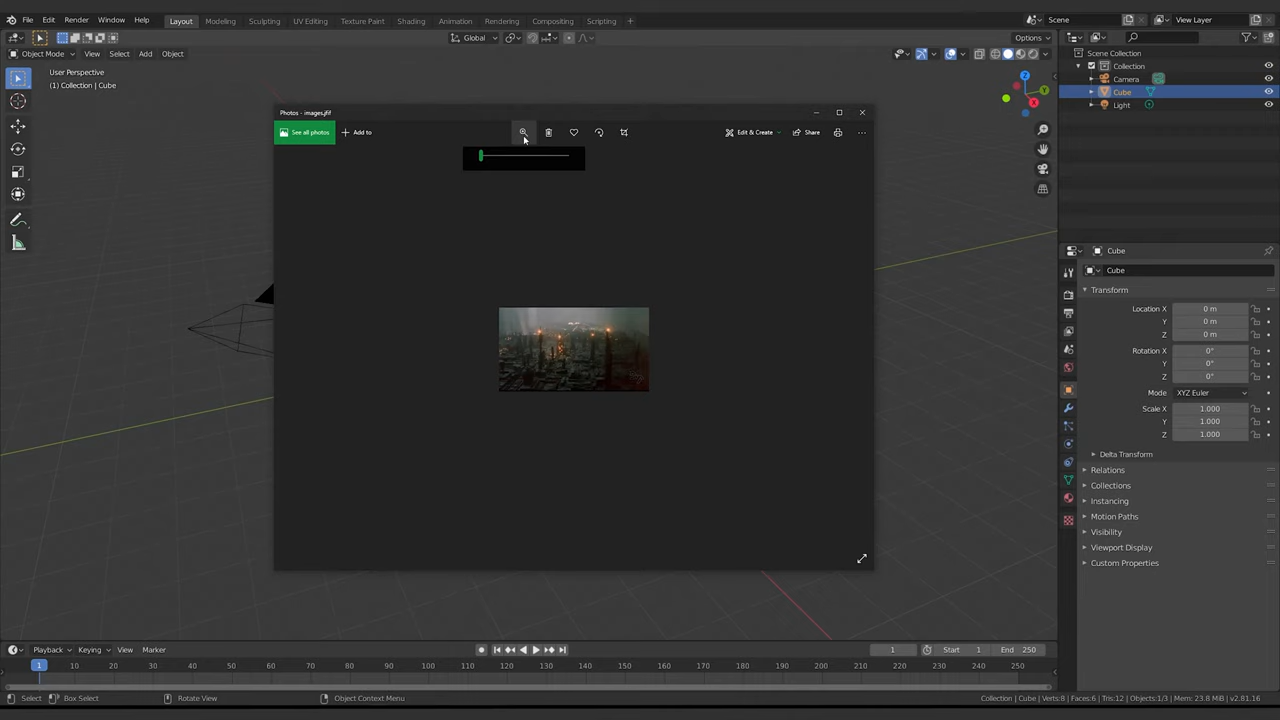 File Edit Render Window Help Layout Modeling Sculpting UV Editing Texture Paint Shading Animation Rendering Compositing Scripting + Scene View Layer
Global Options
Object Mode View Select Add Object
User Perspective
(1) Collection | Cube
Scene Collection
Collection
Camera
Cube
Light
Z
Y
X
Photos - images.jfif
See all photos + Add to Edit & Create Share
Cube
Cube
Transform
Location X 0 m
Y 0 m
Z 0 m
Rotation X 0°
Y 0°
Z 0°
Mode XYZ Euler
Scale X 1.000
Y 1.000
Z 1.000
Delta Transform
Relations
Collections
Instancing
Motion Paths
Visibility
Viewport Display
Custom Properties
Playback Keying View Marker 1 Start 1 End 250
1 10 20 30 40 50 60 70 80 90 100 110 120 130 140 150 160 170 180 190 200 210 220 230 240 250
Select Box Select Rotate View Object Context Menu Collection | Cube | Verts:8 | Faces:6 | Tris:12 | Objects:1/3 | Mem: 23.8 MiB | v2.81.16